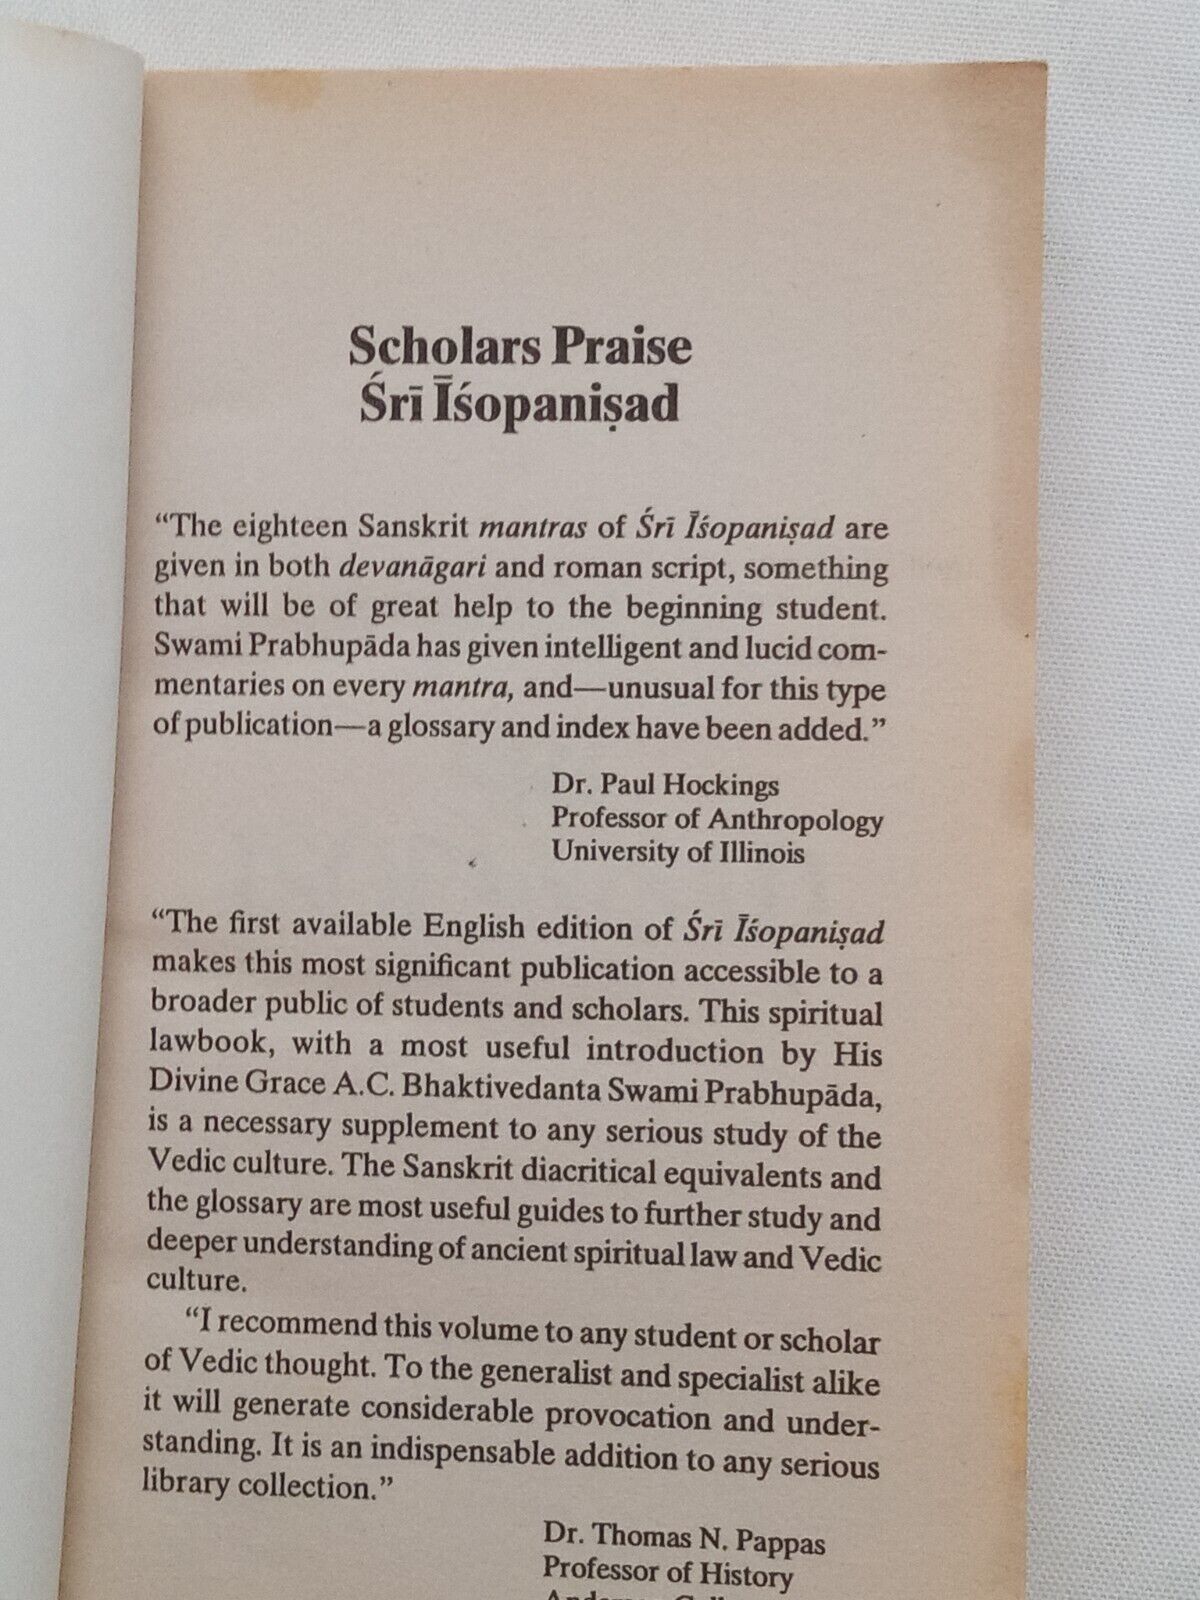 Scholars Praise
Śrī Īśopaniṣad
“The eighteen Sanskrit mantras of Śrī Īśopaniṣad are
given in both devanāgari and roman script, something
that will be of great help to the beginning student.
Swami Prabhupāda has given intelligent and lucid com-
mentaries on every mantra, and—unusual for this type
of publication—a glossary and index have been added.”
Dr. Paul Hockings
Professor of Anthropology
University of Illinois
“The first available English edition of Śrī Īśopaniṣad
makes this most significant publication accessible to a
broader public of students and scholars. This spiritual
lawbook, with a most useful introduction by His
Divine Grace A.C. Bhaktivedanta Swami Prabhupāda,
is a necessary supplement to any serious study of the
Vedic culture. The Sanskrit diacritical equivalents and
the glossary are most useful guides to further study and
deeper understanding of ancient spiritual law and Vedic
culture.
“I recommend this volume to any student or scholar
of Vedic thought. To the generalist and specialist alike
it will generate considerable provocation and under-
standing. It is an indispensable addition to any serious
library collection.”
Dr. Thomas N. Pappas
Professor of History